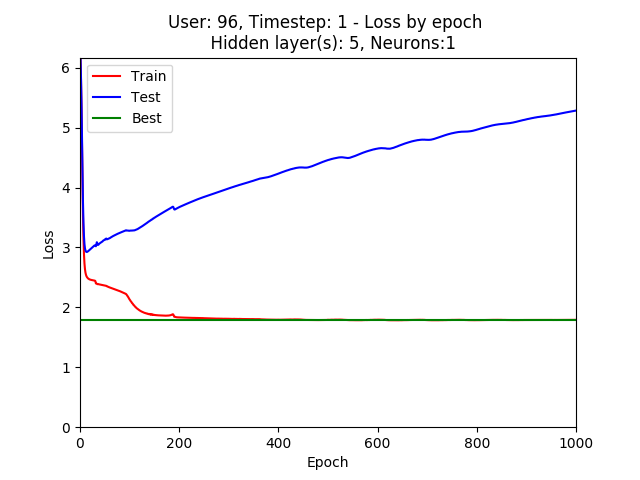 User: 96, Timestep: 1 - Loss by epoch
Hidden layer(s): 5, Neurons:1
Train
Test
Best
Loss
6
5
4
3
2
1
0
0 200 400 600 800 1000
Epoch